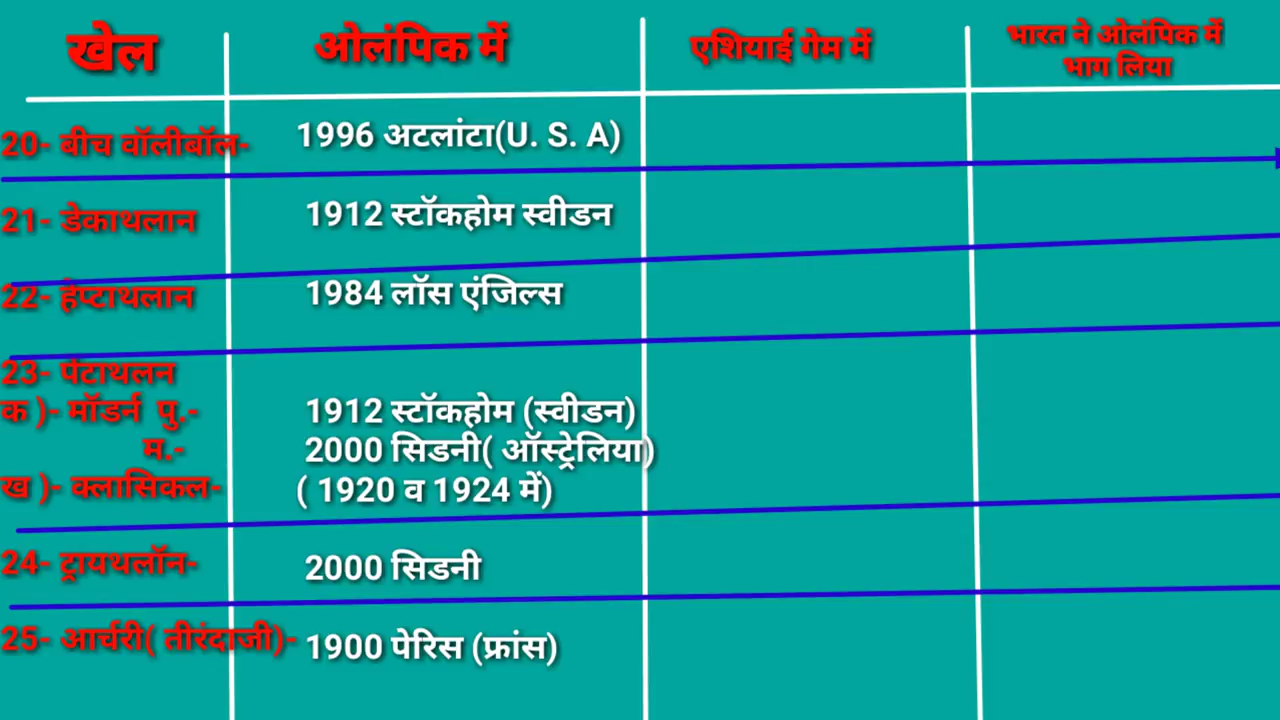 खेल
ओलंपिक में
एशियाई गेम में
भारत ने ओलंपिक में
भाग लिया
20- बीच वॉलीबॉल-
1996 अटलांटा(U. S. A)
21- डेकाथलान
1912 स्टॉकहोम स्वीडन
22- हेप्टाथलान
1984 लॉस एंजिल्स
23- पेंटाथलन
क )- मॉडर्न पु.-
1912 स्टॉकहोम (स्वीडन)
म.-
2000 सिडनी( ऑस्ट्रेलिया)
ख )- क्लासिकल-
( 1920 व 1924 में)
24- ट्रायथलॉन-
2000 सिडनी
25- आर्चरी( तीरंदाजी)-
1900 पेरिस (फ्रांस)